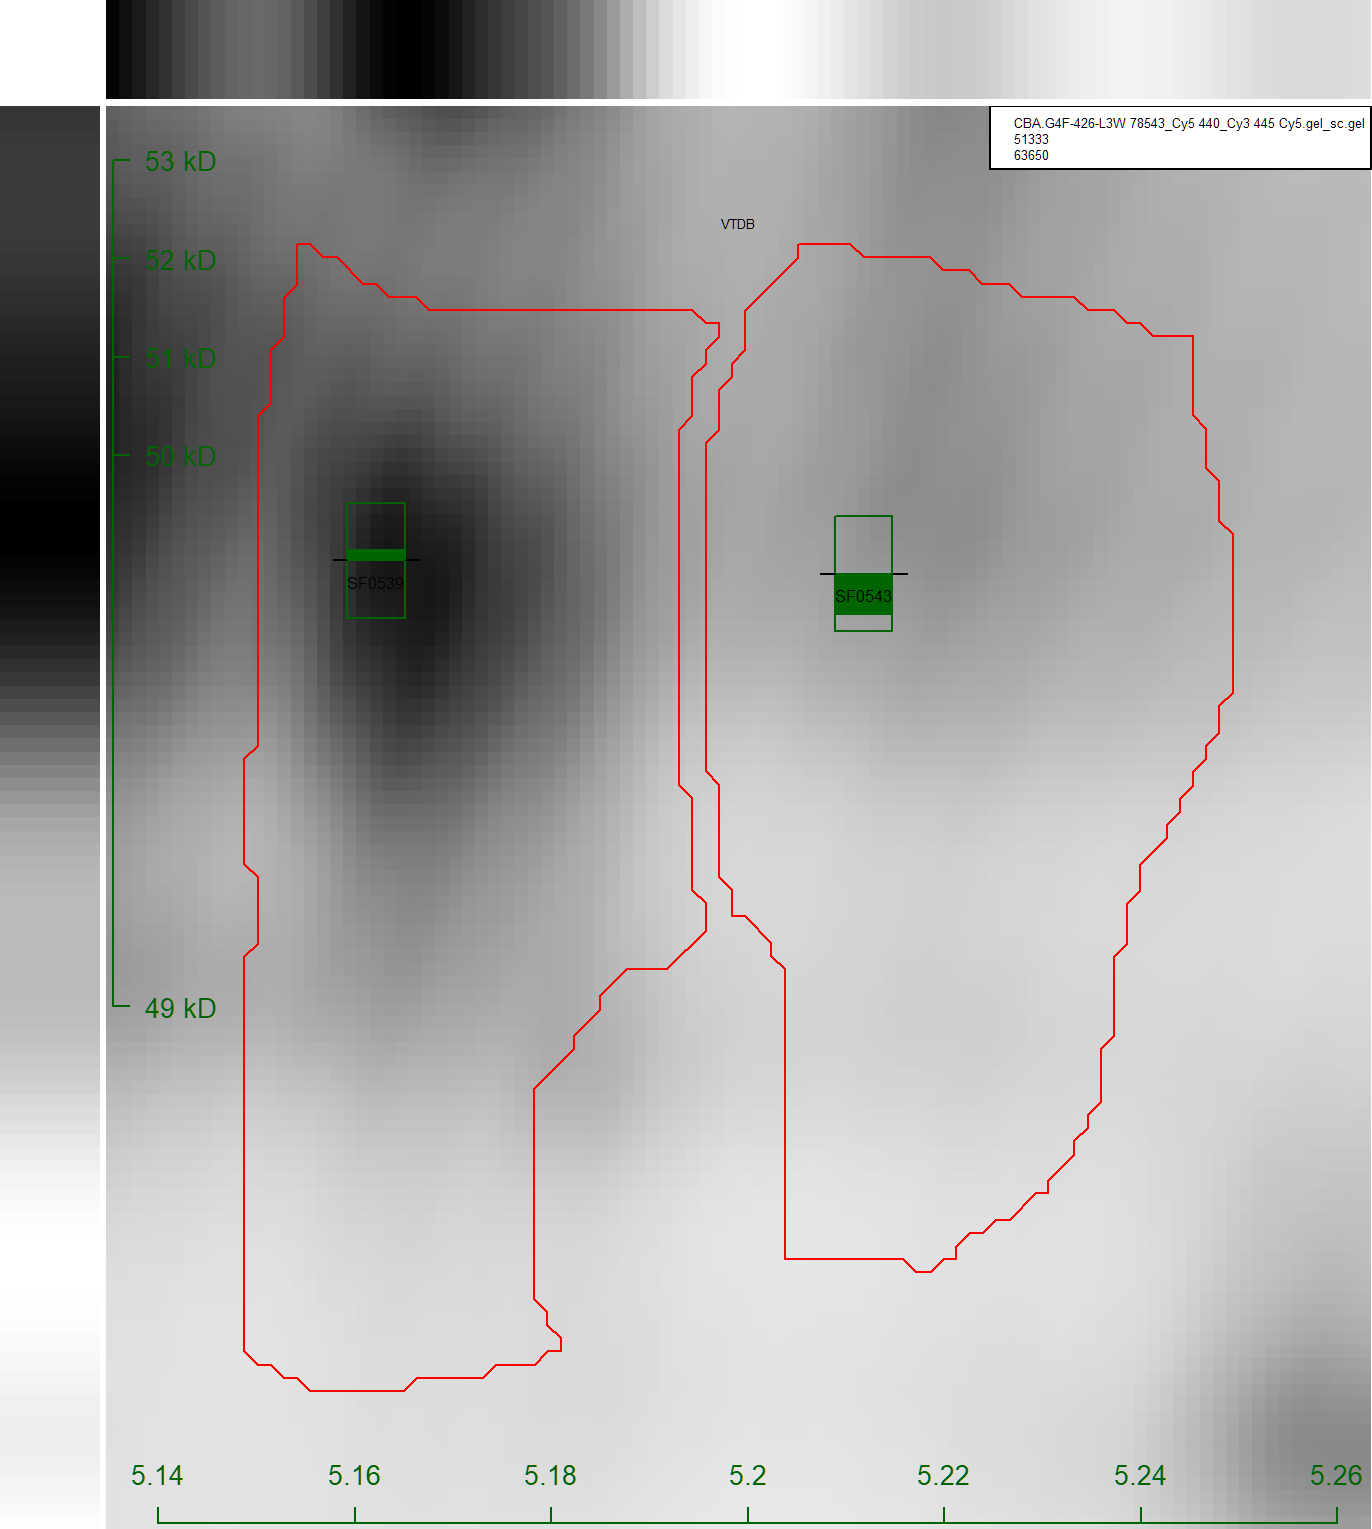 CBA.G4F-426-L3W 78543_Cy5 440_Cy3 445 Cy5.gel_sc.gel
51333
63650
53 kD
VTDB
52 kD
51 kD
50 kD
SF0539
SF0543
49 kD
5.14 5.16 5.18 5.2 5.22 5.24 5.26